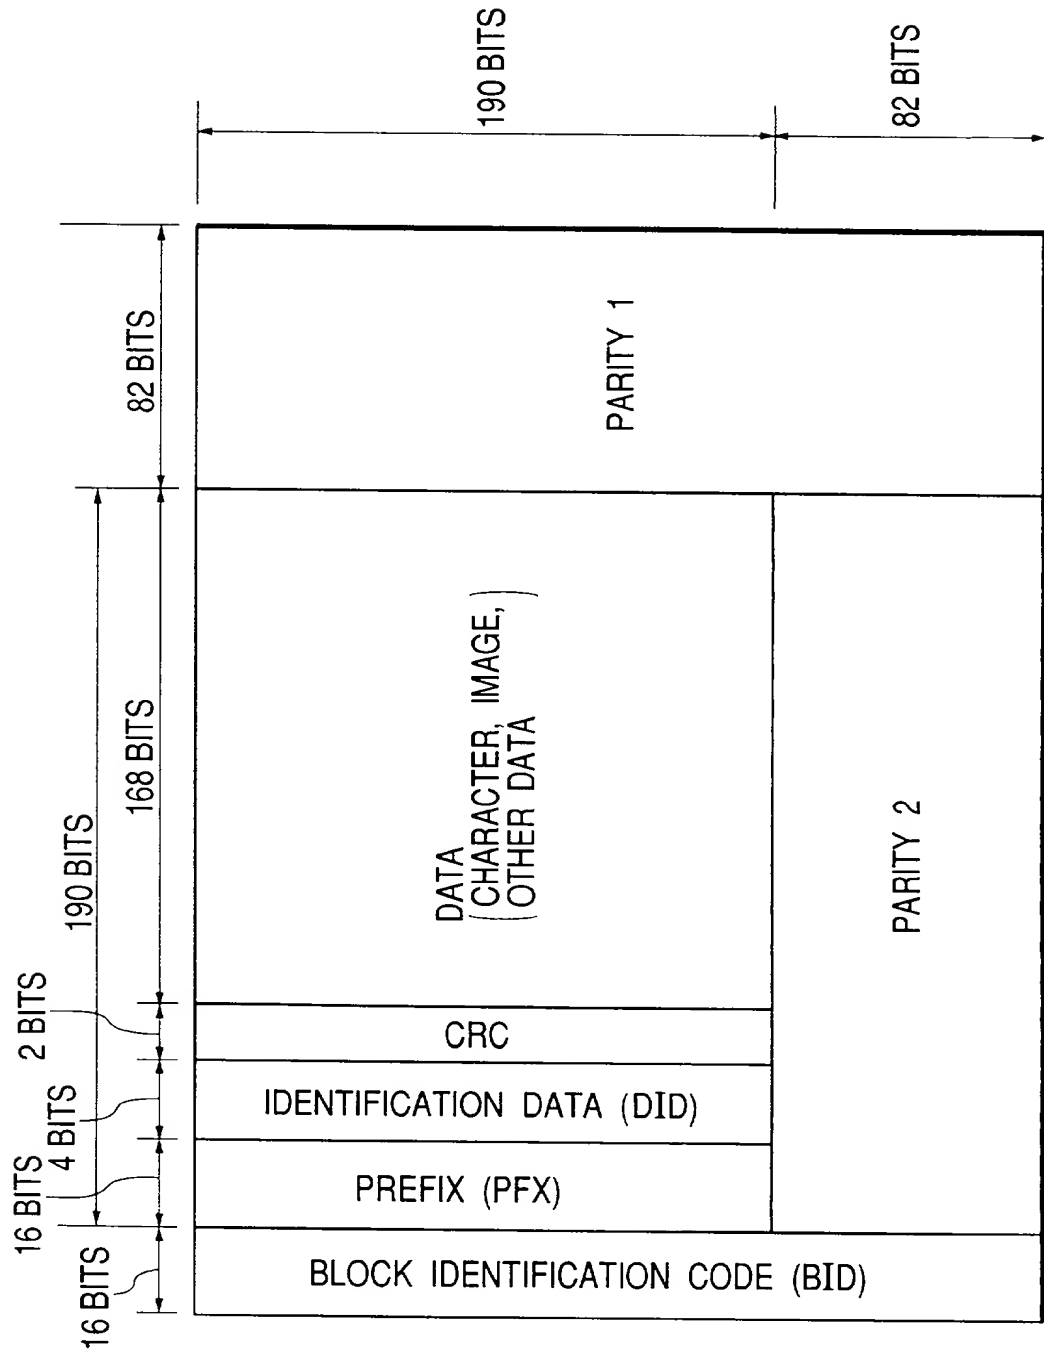 16 BITS
16 BITS
4 BITS
2 BITS
190 BITS
168 BITS
82 BITS
BLOCK IDENTIFICATION CODE (BID)
PREFIX (PFX)
IDENTIFICATION DATA (DID)
CRC
DATA
(CHARACTER, IMAGE,
OTHER DATA)
PARITY 1
PARITY 2
190 BITS
82 BITS